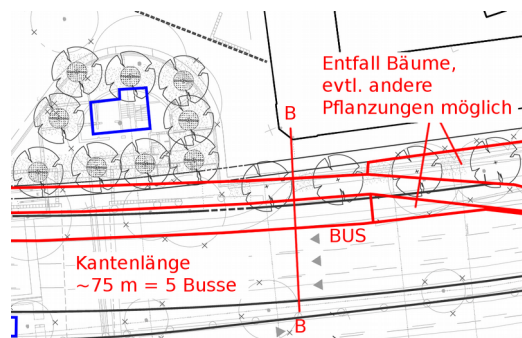 Entfall Bäume,
evtl. andere
Pflanzungen möglich
B
BUS
Kantenlänge
~75 m = 5 Busse
B